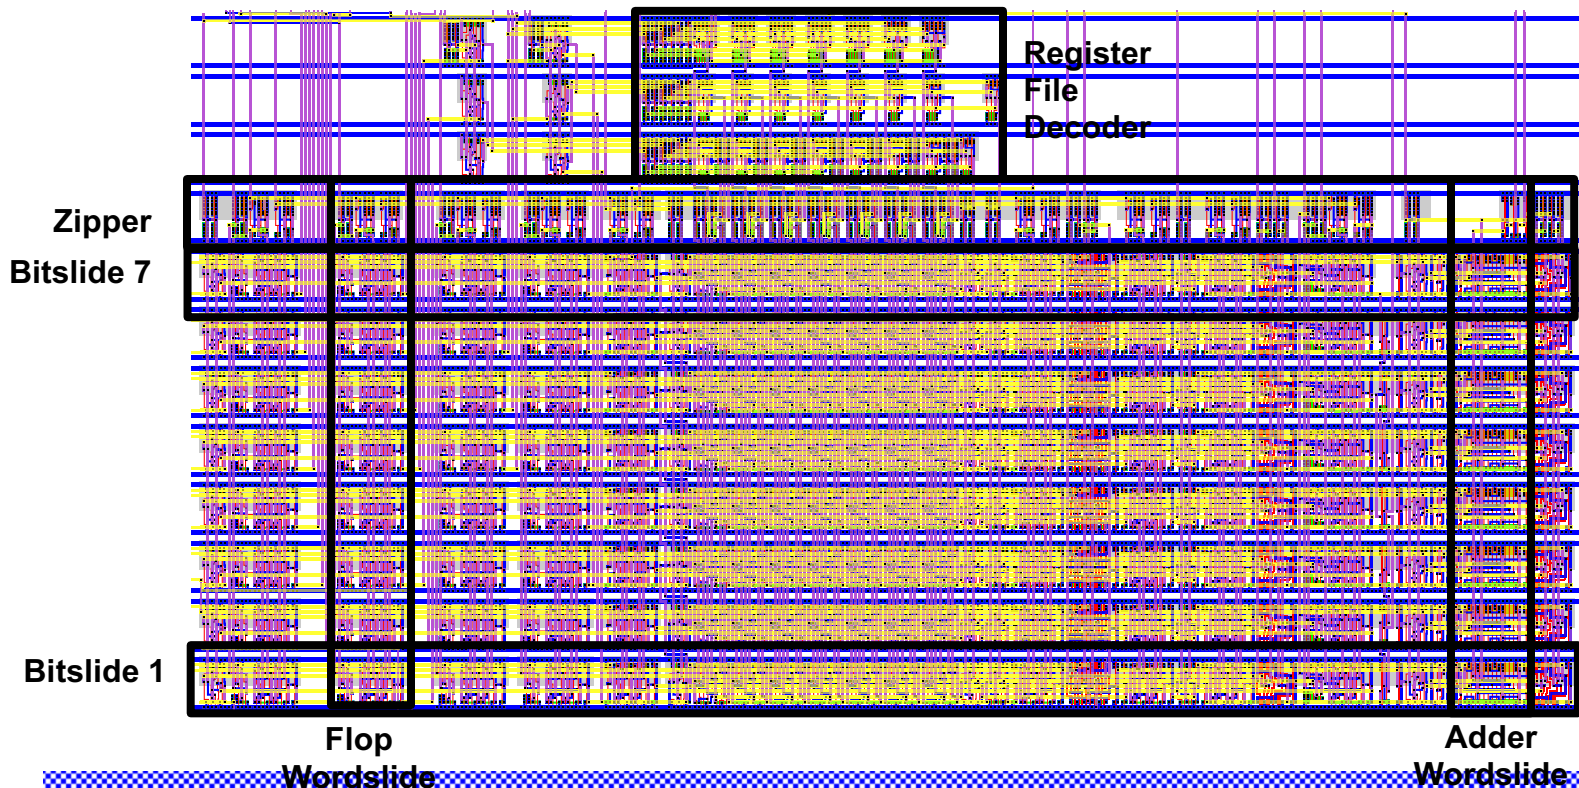 Register
File
Decoder
Zipper
Bitslide 7
Bitslide 1
Flop
Wordslide
Adder
Wordslide